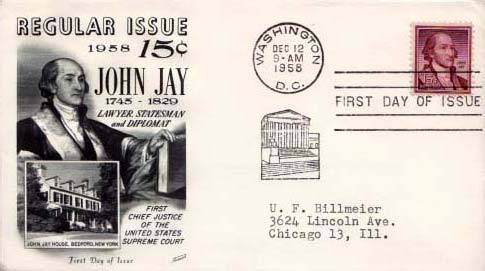 REGULAR ISSUE
1958 15¢
JOHN JAY
1745 - 1829
LAWYER, STATESMAN
and DIPLOMAT
FIRST
CHIEF JUSTICE
OF THE
UNITED STATES
SUPREME COURT
JOHN JAY HOUSE, BEDFORD, NEW YORK
First Day of Issue
WASHINGTON
DEC 12
9-AM
1958
D.C.
15¢
FIRST DAY OF ISSUE
U. F. Billmeier
3624 Lincoln Ave.
Chicago 13, Ill.